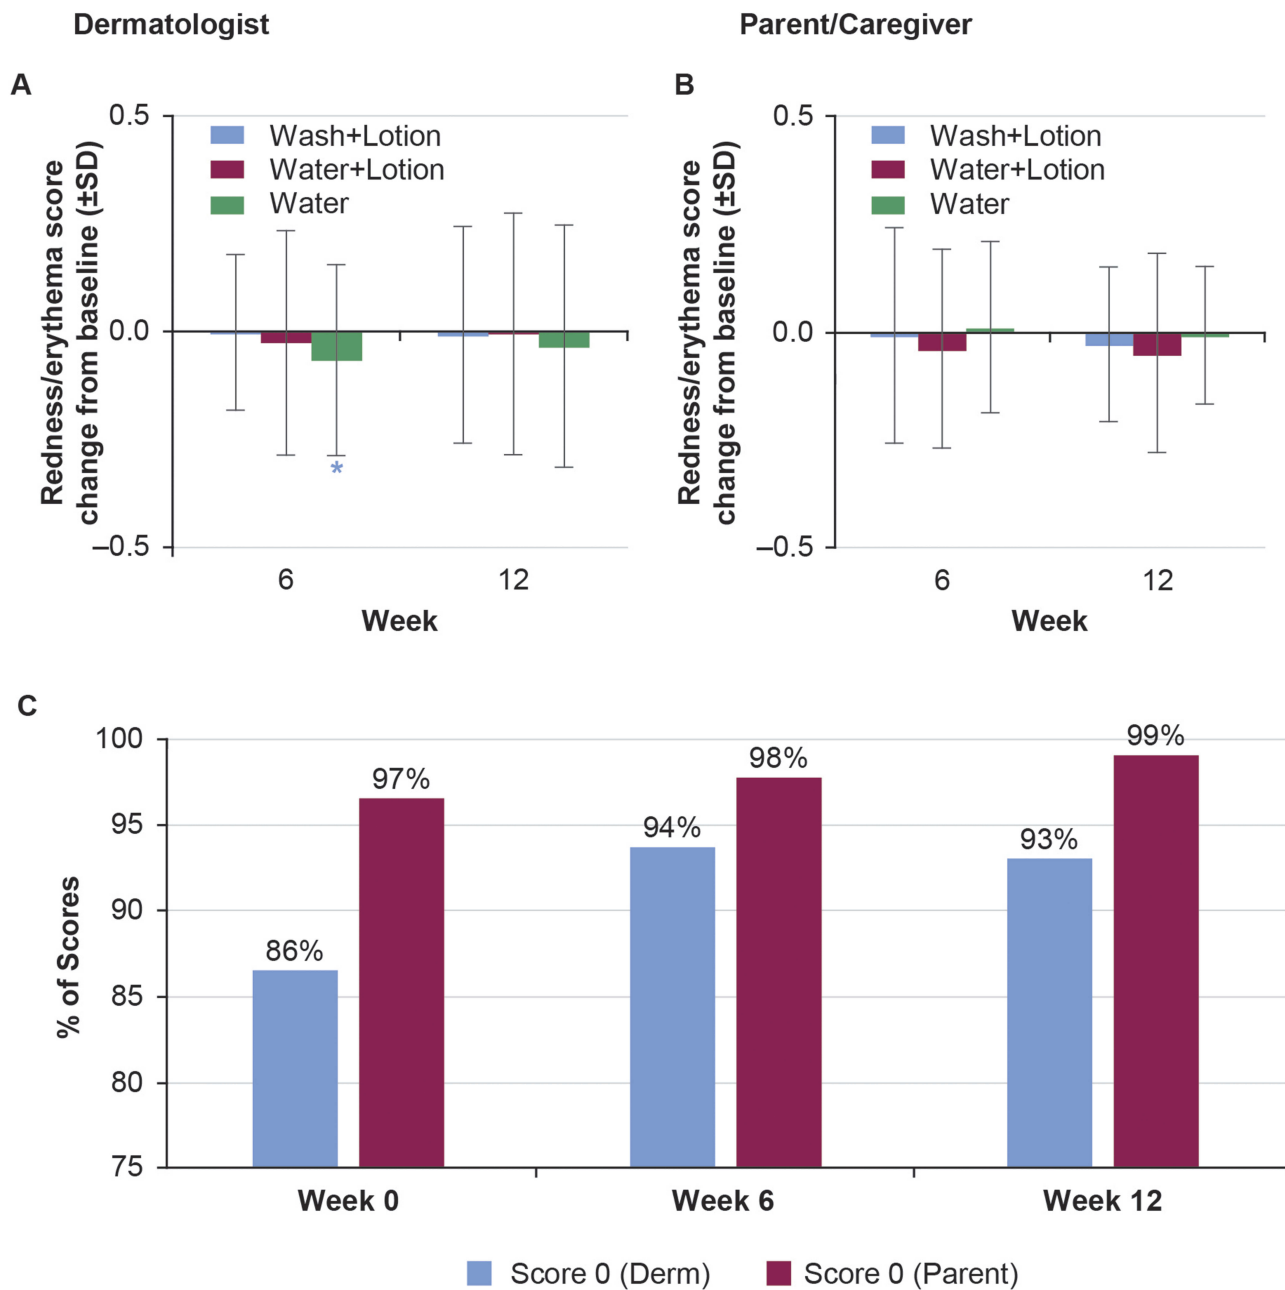 Dermatologist
Parent/Caregiver
A
0.5
0.0
–0.5
Redness/erythema score
change from baseline (±SD)
Wash+Lotion
Water+Lotion
Water
*
6
12
Week
B
0.5
0.0
–0.5
Redness/erythema score
change from baseline (±SD)
Wash+Lotion
Water+Lotion
Water
6
12
Week
C
100
95
90
85
80
75
% of Scores
86%
97%
94%
98%
93%
99%
Week 0
Week 6
Week 12
Score 0 (Derm)
Score 0 (Parent)